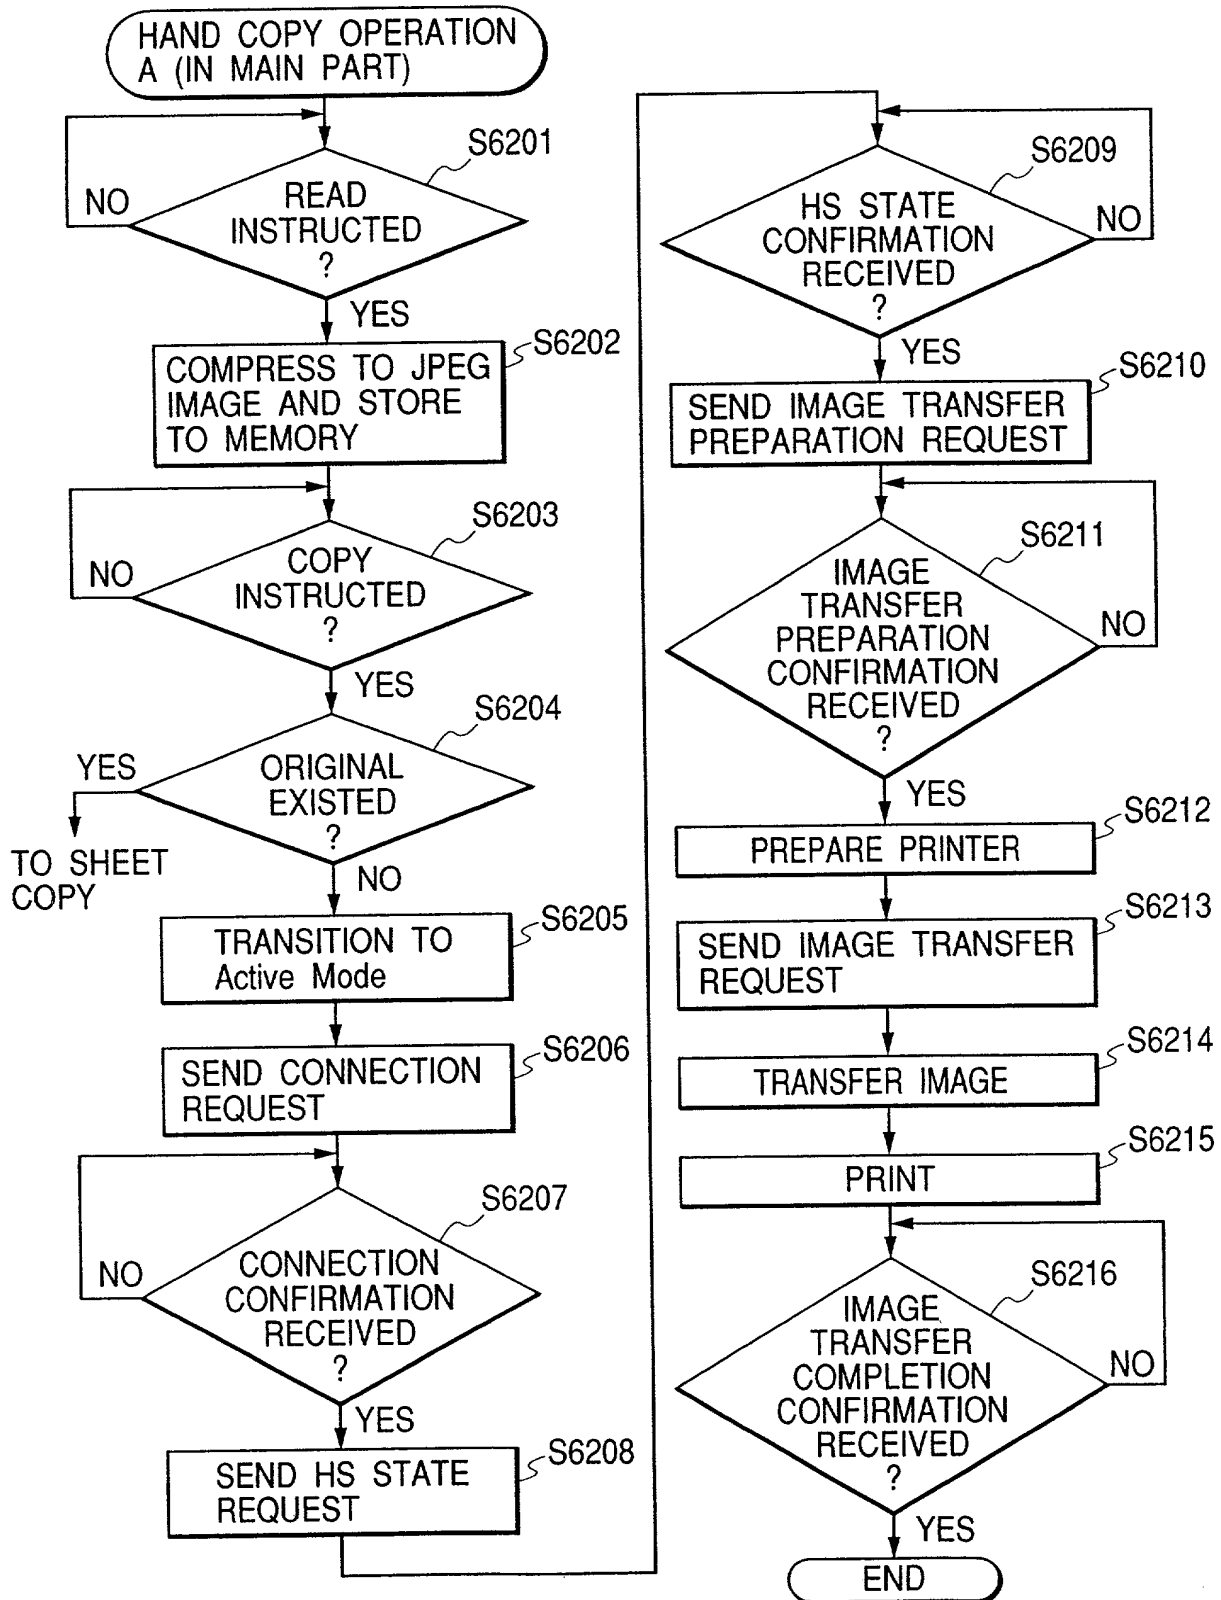 HAND COPY OPERATION
A (IN MAIN PART)
S6201
READ
INSTRUCTED
?
NO
YES
S6202
COMPRESS TO JPEG
IMAGE AND STORE
TO MEMORY
S6203
COPY
INSTRUCTED
?
NO
YES
S6204
ORIGINAL
EXISTED
?
YES
TO SHEET
COPY
NO
S6205
TRANSITION TO
Active Mode
S6206
SEND CONNECTION
REQUEST
S6207
CONNECTION
CONFIRMATION
RECEIVED
?
NO
YES
S6208
SEND HS STATE
REQUEST
S6209
HS STATE
CONFIRMATION
RECEIVED
?
NO
YES
S6210
SEND IMAGE TRANSFER
PREPARATION REQUEST
S6211
IMAGE
TRANSFER
PREPARATION
CONFIRMATION
RECEIVED
?
NO
YES
S6212
PREPARE PRINTER
S6213
SEND IMAGE TRANSFER
REQUEST
S6214
TRANSFER IMAGE
S6215
PRINT
S6216
IMAGE
TRANSFER
COMPLETION
CONFIRMATION
RECEIVED
?
NO
YES
END